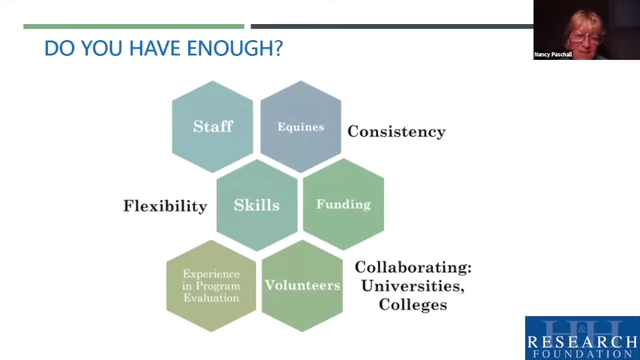 DO YOU HAVE ENOUGH?
Nancy Paschall
Staff
Equines
Consistency
Flexibility
Skills
Funding
Experience
in Program
Evaluation
Volunteers
Collaborating:
Universities,
Colleges
H&H
RESEARCH
FOUNDATION